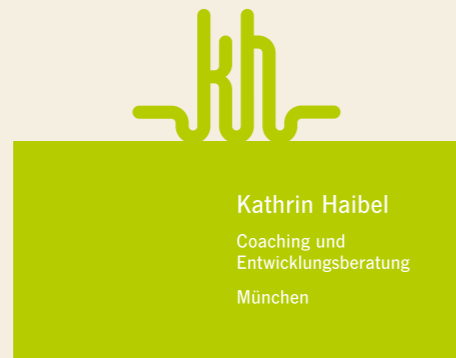 kh
Kathrin Haibel
Coaching und
Entwicklungsberatung
München